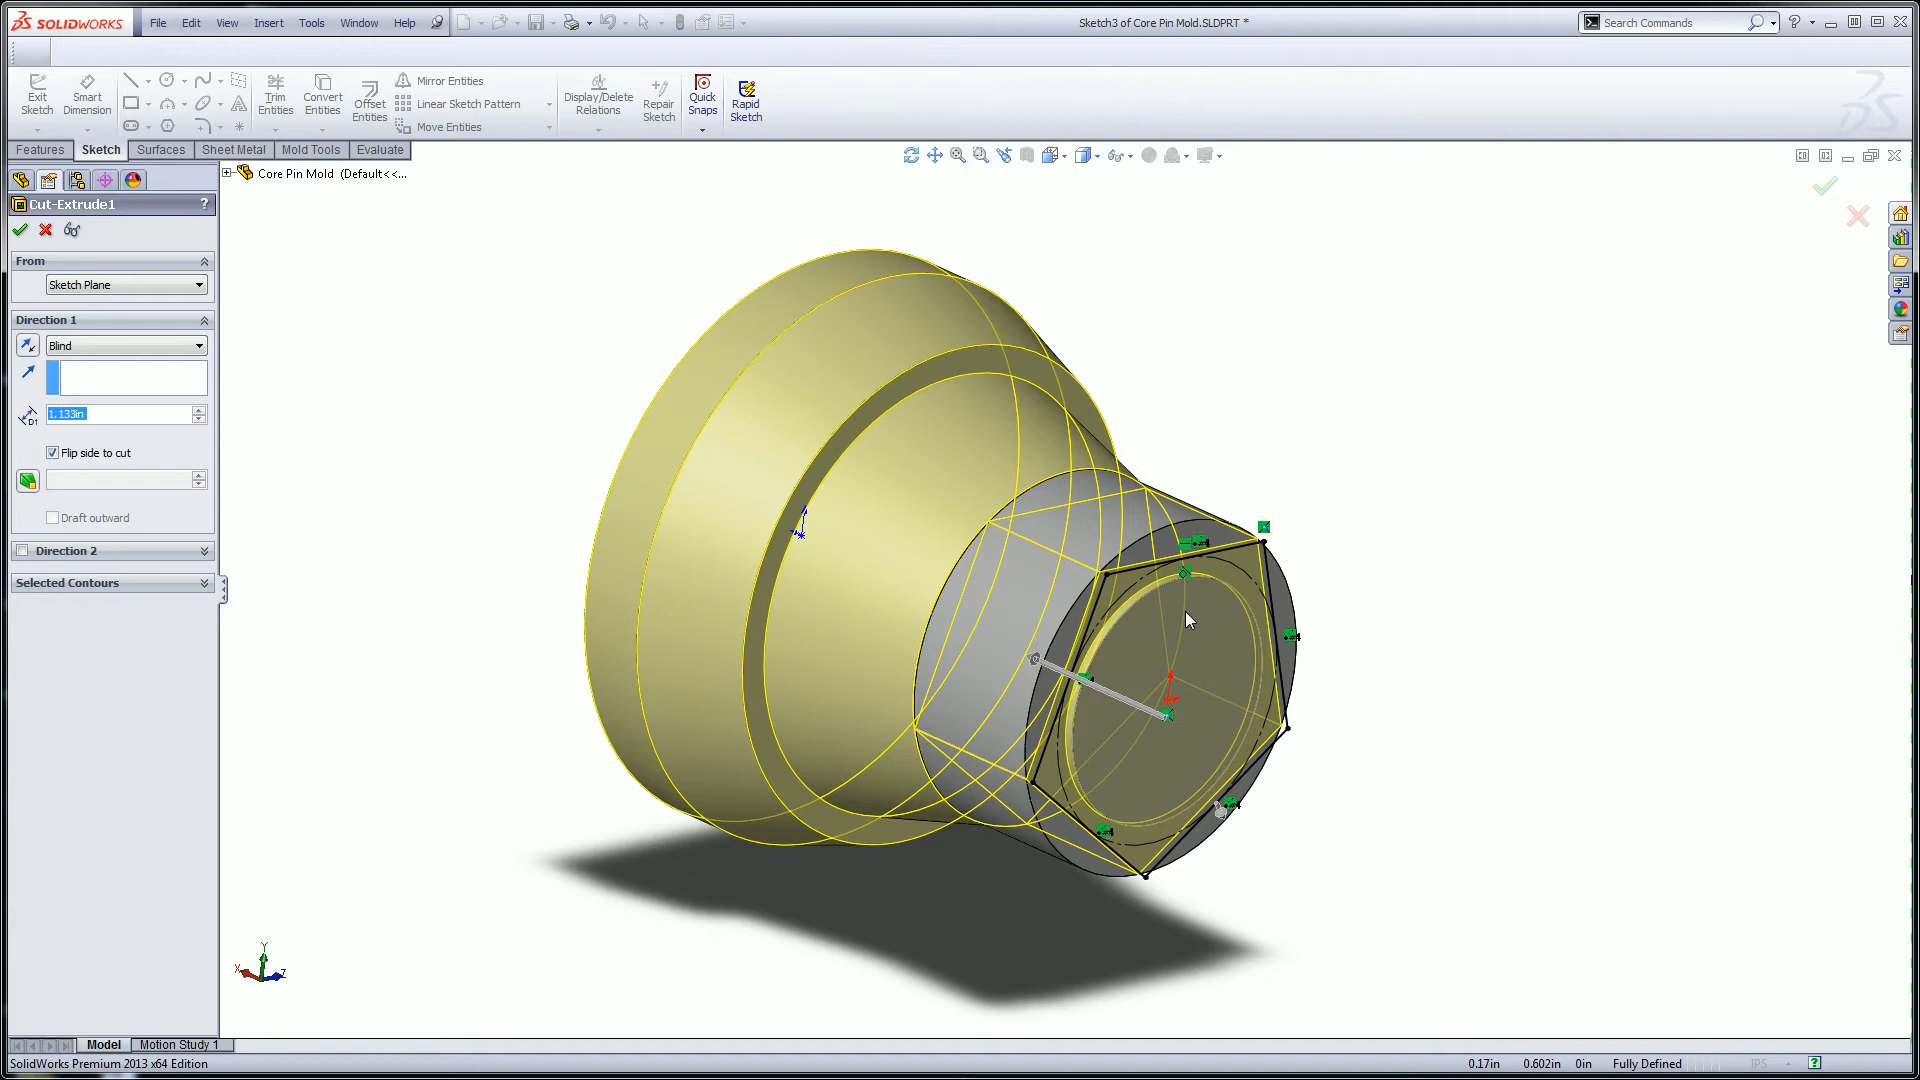 SOLIDWORKS File Edit View Insert Tools Window Help Sketch3 of Core Pin Mold.SLDPRT * Search Commands
Exit Sketch
Smart Dimension
Trim Entities
Convert Entities
Offset Entities
Mirror Entities
Linear Sketch Pattern
Move Entities
Display/Delete Relations
Repair Sketch
Quick Snaps
Rapid Sketch
Features Sketch Surfaces Sheet Metal Mold Tools Evaluate
Core Pin Mold (Default<<...
Cut-Extrude1 ?
From
Sketch Plane
Direction 1
Blind
D1
1.133in
Flip side to cut
Draft outward
Direction 2
Selected Contours
Y
X
Z
Model Motion Study 1
SolidWorks Premium 2013 x64 Edition 0.17in 0.602in 0in Fully Defined IPS